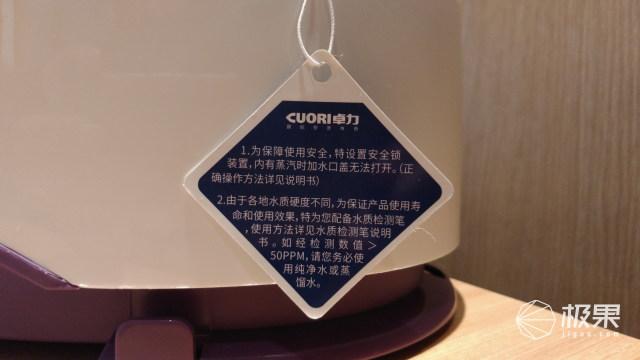 CUORI卓力
1.为保障使用安全，特设置安全锁
装置，内有蒸汽时加水口盖无法打开。（正
确操作方法详见说明书）
2.由于各地水质硬度不同，为保证产品使用寿
命和使用效果，特为您配备水质检测笔
，使用方法详见水质检测笔说明
书。如经检测数值＞
50PPM，请您务必使
用纯净水或蒸
馏水。
极果
jiguo.com